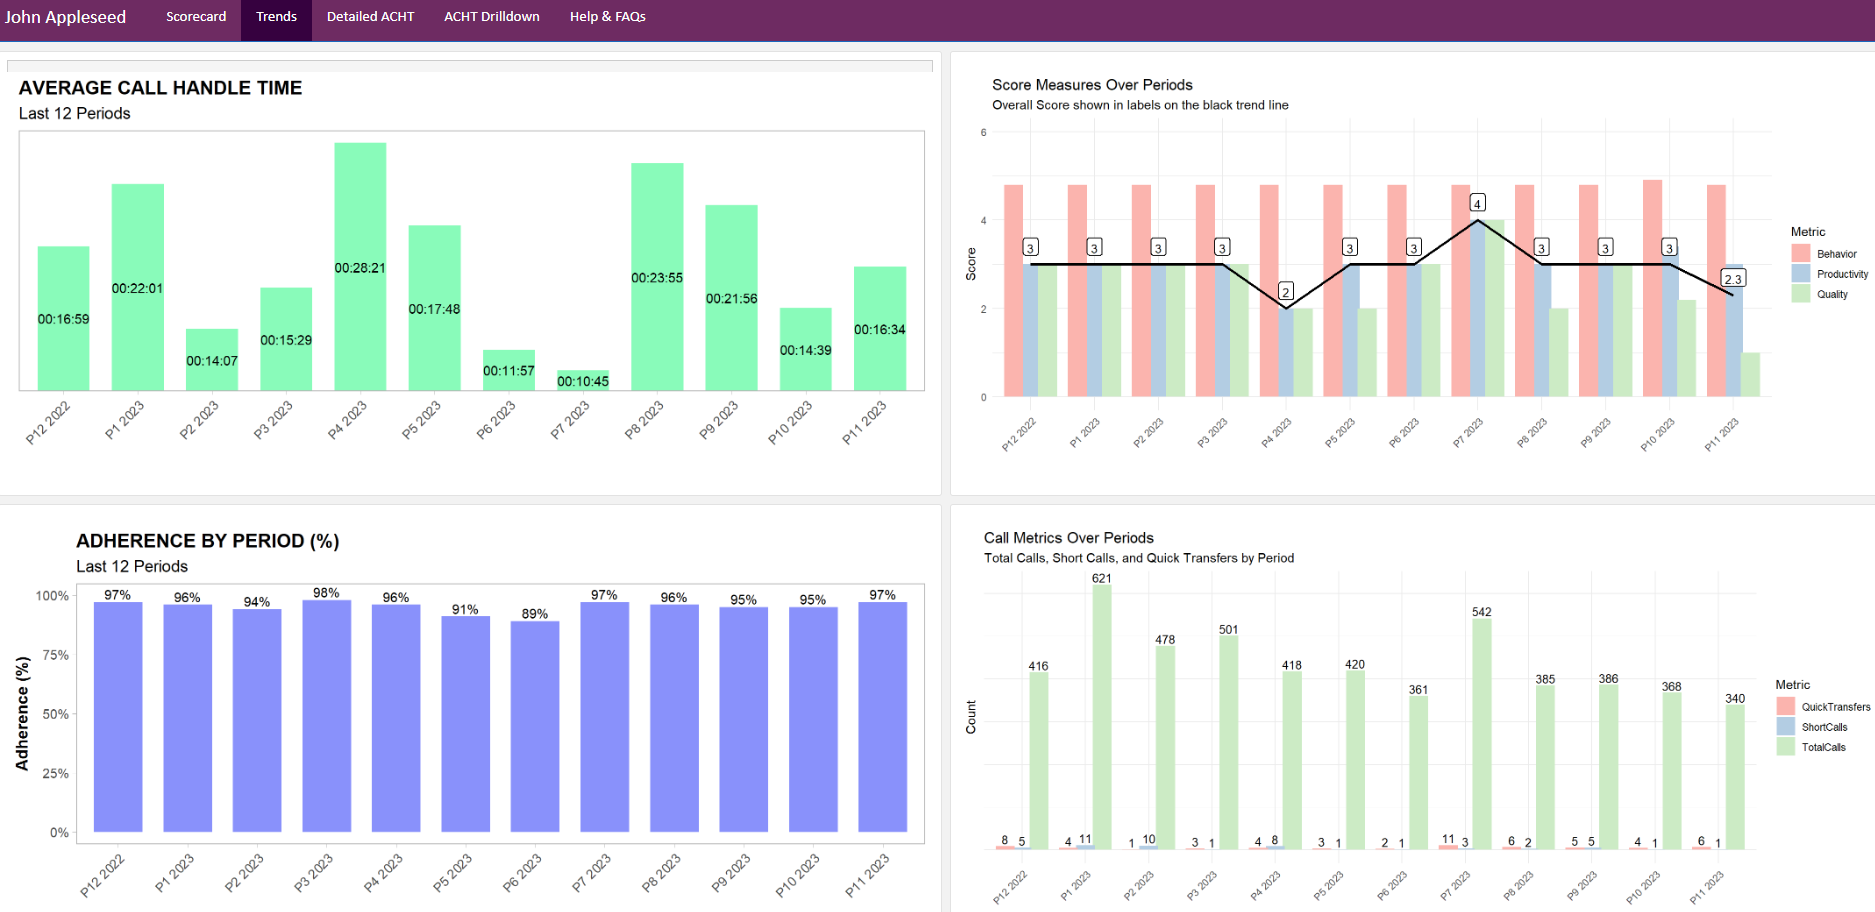 John Appleseed Scorecard Trends Detailed ACHT ACHT Drilldown Help & FAQs
AVERAGE CALL HANDLE TIME
Last 12 Periods
00:16:59
00:22:01
00:14:07
00:15:29
00:28:21
00:17:48
00:11:57
00:10:45
00:23:55
00:21:56
00:14:39
00:16:34
P12 2022
P1 2023
P2 2023
P3 2023
P4 2023
P5 2023
P6 2023
P7 2023
P8 2023
P9 2023
P10 2023
P11 2023
Score Measures Over Periods
Overall Score shown in labels on the black trend line
Score
6
4
2
0
3
3
3
3
2
3
3
4
3
3
3
2.3
P12 2022
P1 2023
P2 2023
P3 2023
P4 2023
P5 2023
P6 2023
P7 2023
P8 2023
P9 2023
P10 2023
P11 2023
Metric
Behavior
Productivity
Quality
ADHERENCE BY PERIOD (%)
Last 12 Periods
Adherence (%)
100%
75%
50%
25%
0%
97%
96%
94%
98%
96%
91%
89%
97%
96%
95%
95%
97%
P12 2022
P1 2023
P2 2023
P3 2023
P4 2023
P5 2023
P6 2023
P7 2023
P8 2023
P9 2023
P10 2023
P11 2023
Call Metrics Over Periods
Total Calls, Short Calls, and Quick Transfers by Period
Count
8 5 416
4 11 621
1 10 478
3 1 501
4 8 418
3 1 420
2 1 361
11 3 542
6 2 385
5 5 386
4 1 368
6 1 340
P12 2022
P1 2023
P2 2023
P3 2023
P4 2023
P5 2023
P6 2023
P7 2023
P8 2023
P9 2023
P10 2023
P11 2023
Metric
QuickTransfers
ShortCalls
TotalCalls